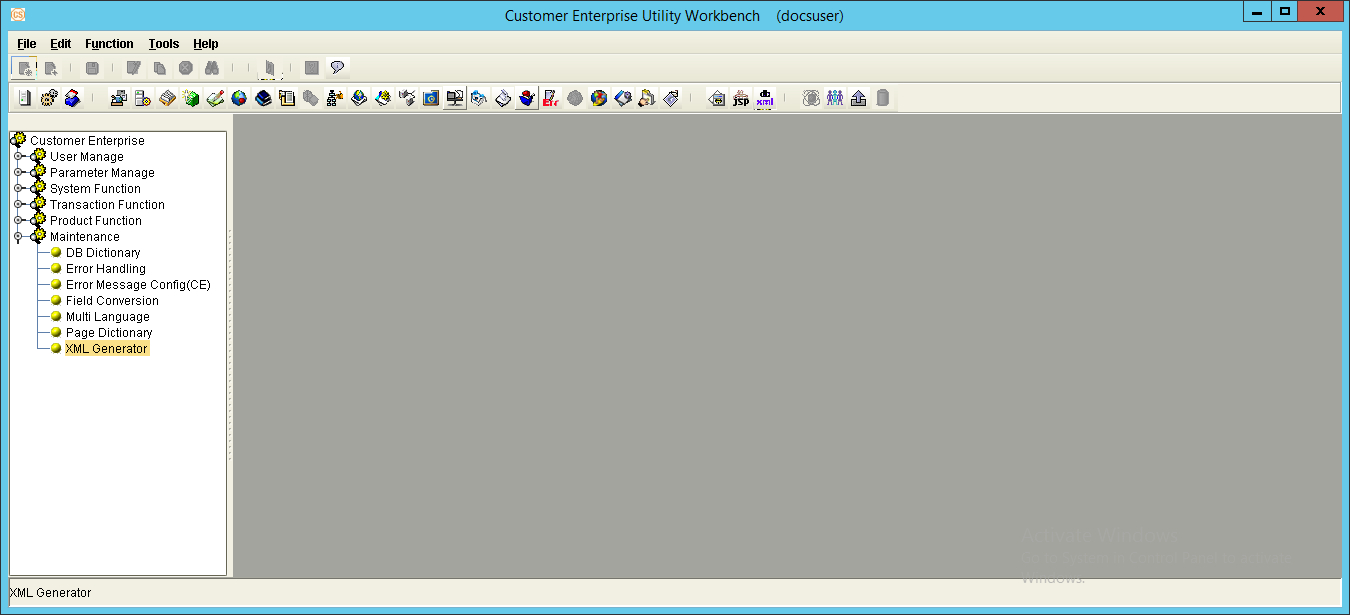 Customer Enterprise Utility Workbench (docsuser)
File Edit Function Tools Help
JSP xml
Customer Enterprise
User Manage
Parameter Manage
System Function
Transaction Function
Product Function
Maintenance
DB Dictionary
Error Handling
Error Message Config(CE)
Field Conversion
Multi Language
Page Dictionary
XML Generator
Activate Windows
Go to System in Control Panel to activate
Windows.
XML Generator